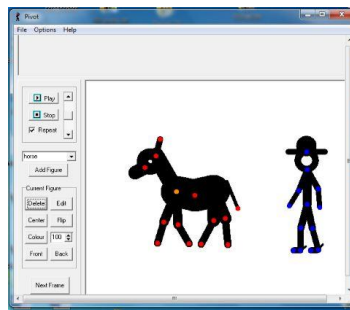 Pivot
File Options Help
Play
Stop
Repeat
horse
Add Figure
Current Figure
Delete Edit
Center Flip
Colour 100
Front Back
Next Frame